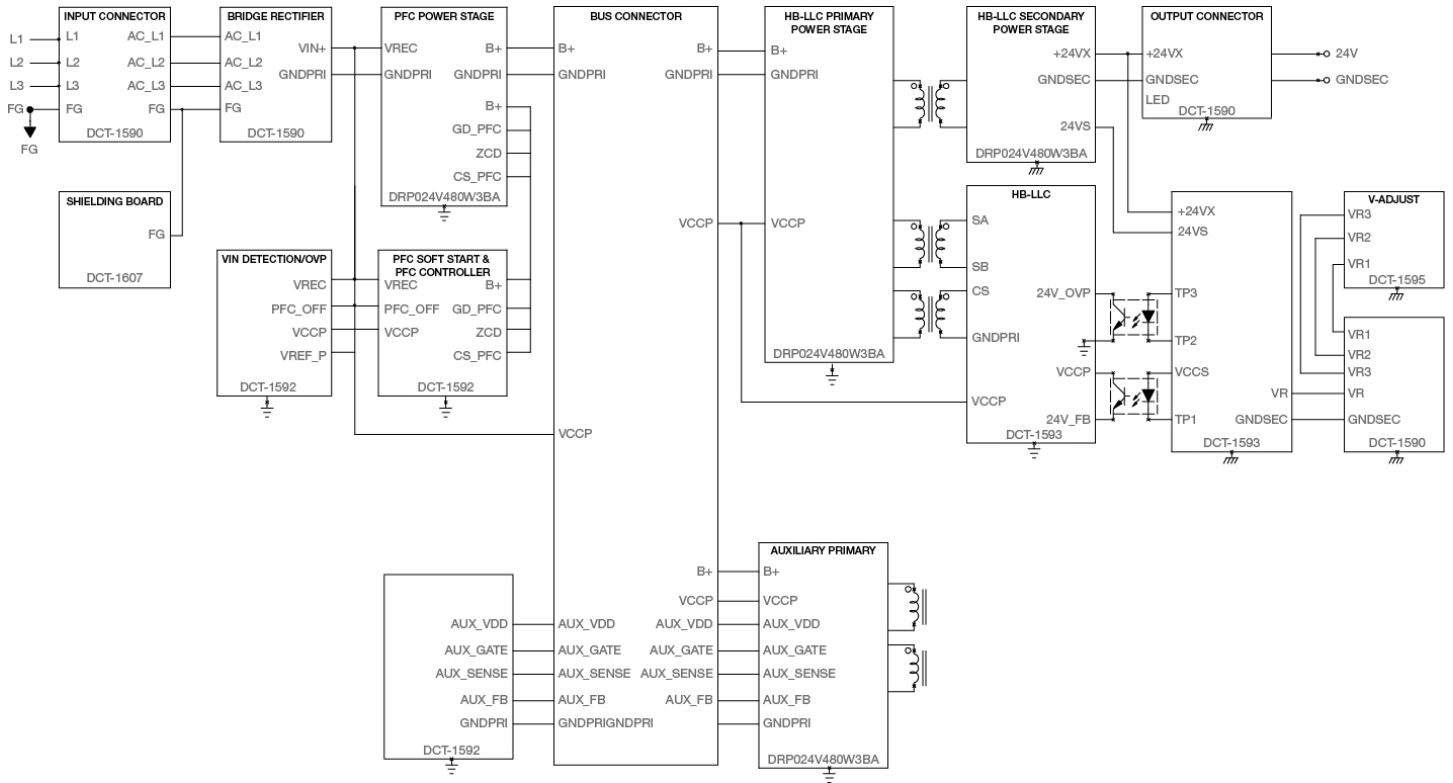 INPUT CONNECTOR
L1
L1
AC_L1
L2
L2
AC_L2
L3
L3
AC_L3
FG
FG
FG
DCT-1590
FG
BRIDGE RECTIFIER
VIN+
AC_L1
AC_L2
GNDPRI
AC_L3
FG
DCT-1590
PFC POWER STAGE
VREC
B+
GNDPRI
GNDPRI
B+
GD_PFC
ZCD
CS_PFC
DRP024V480W3BA
BUS CONNECTOR
B+
B+
GNDPRI
GNDPRI
VCCP
VCCP
B+
VCCP
AUX_VDD
AUX_VDD
AUX_GATE
AUX_GATE
AUX_SENSE
AUX_SENSE
AUX_FB
AUX_FB
GNDPRIGNDPRI
HB-LLC PRIMARY
POWER STAGE
B+
GNDPRI
VCCP
DRP024V480W3BA
HB-LLC SECONDARY
POWER STAGE
+24VX
GNDSEC
24VS
DRP024V480W3BA
OUTPUT CONNECTOR
+24VX
GNDSEC
LED
DCT-1590
24V
GNDSEC
SHIELDING BOARD
FG
DCT-1607
VIN DETECTION/OVP
VREC
PFC_OFF
VCCP
VREF_P
DCT-1592
PFC SOFT START &
PFC CONTROLLER
VREC
B+
PFC_OFF
GD_PFC
VCCP
ZCD
CS_PFC
DCT-1592
HB-LLC
SA
SB
CS
24V_OVP
GNDPRI
VCCP
VCCP
24V_FB
DCT-1593
+24VX
24VS
TP3
TP2
VCCS
VR
TP1
GNDSEC
DCT-1593
V-ADJUST
VR3
VR2
VR1
DCT-1595
VR1
VR2
VR3
VR
GNDSEC
DCT-1590
AUX_VDD
AUX_GATE
AUX_SENSE
AUX_FB
GNDPRI
DCT-1592
AUXILIARY PRIMARY
B+
VCCP
AUX_VDD
AUX_GATE
AUX_SENSE
AUX_FB
GNDPRI
DRP024V480W3BA